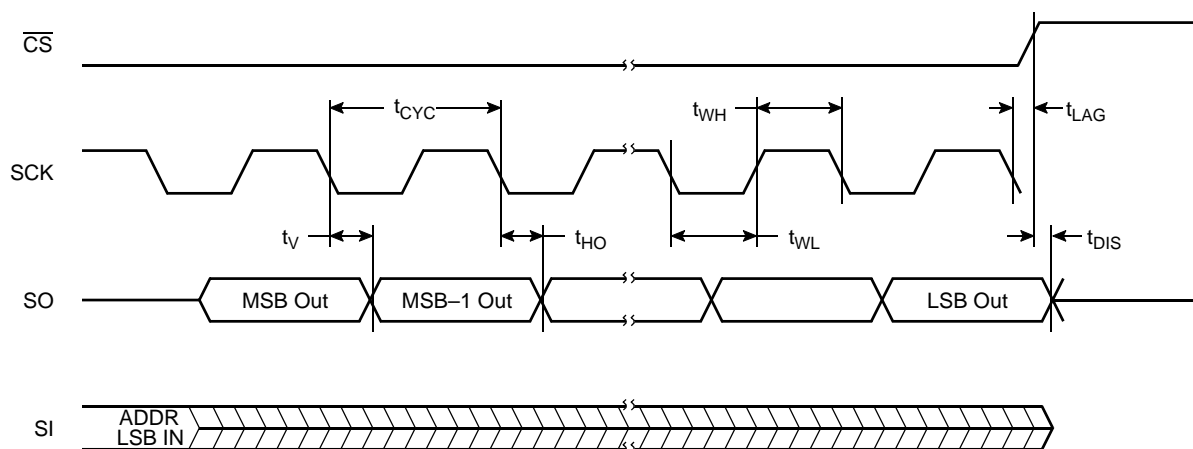 CS
tCYC
tWH
tLAG
SCK
tV
tHO
tWL
tDIS
SO
MSB Out
MSB–1 Out
LSB Out
SI
ADDR
LSB IN